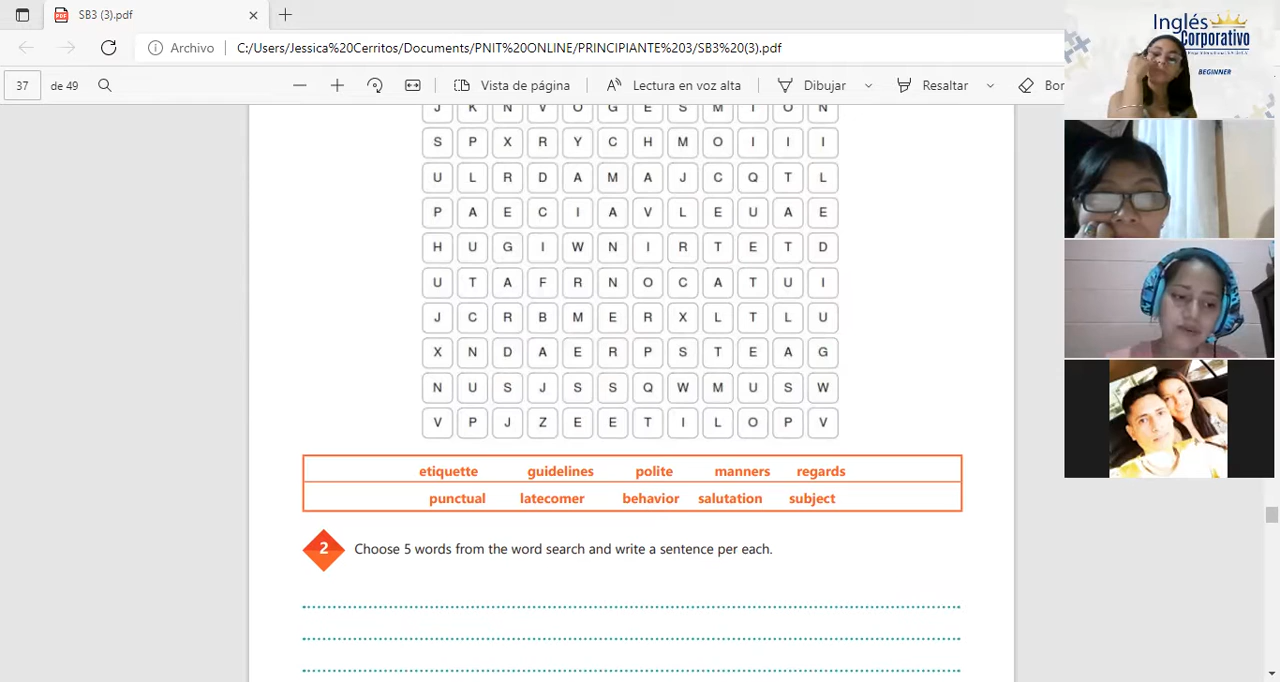 SB3 (3).pdf
Archivo C:/Users/Jessica%20Cerritos/Documents/PNIT%20ONLINE/PRINCIPIANTE%203/SB3%20(3).pdf
37 de 49 Vista de página Lectura en voz alta Dibujar Resaltar Bor
J K N V O G E S M T O N
S P X R Y C H M O I I I
U L R D A M A J C Q T L
P A E C I A V L E U A E
H U G I W N I R T E T D
U T A F R N O C A T U I
J C R B M E R X L T L U
X N D A E R P S T E A G
N U S J S S Q W M U S W
V P J Z E E T I L O P V
etiquette guidelines polite manners regards
punctual latecomer behavior salutation subject
2 Choose 5 words from the word search and write a sentence per each.
Inglés
Corporativo
BEGINNER